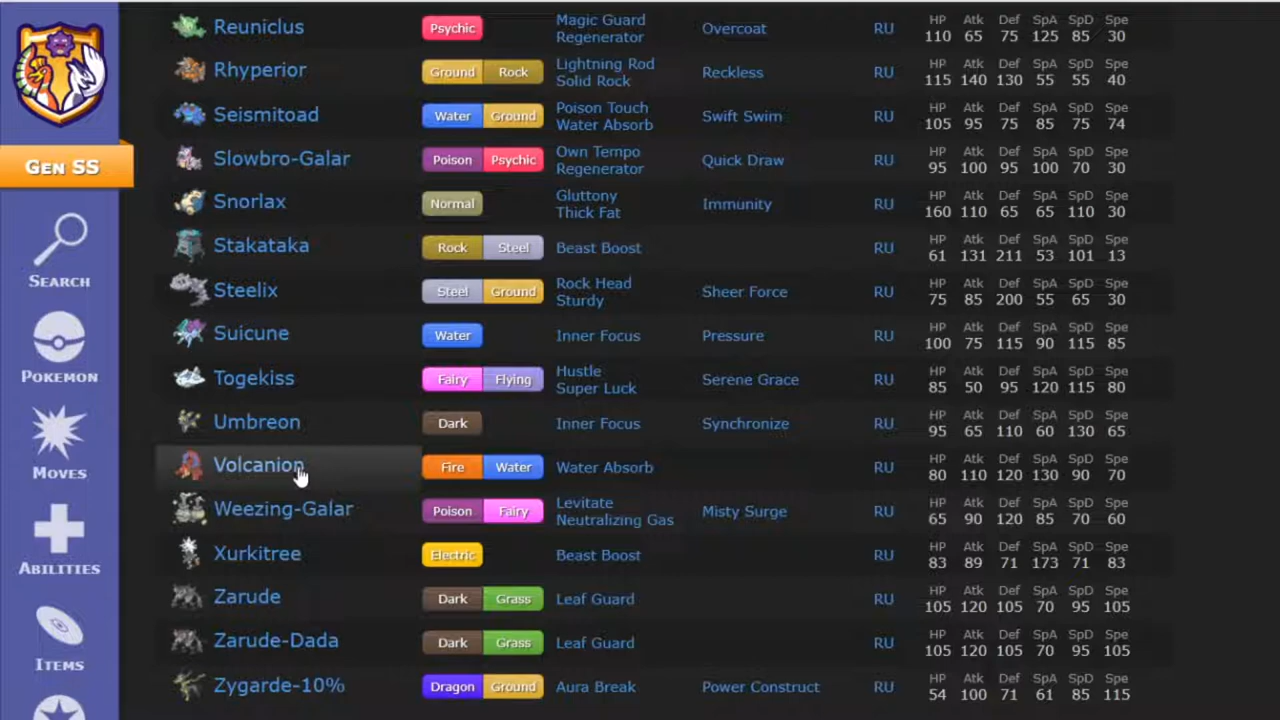 Reuniclus Psychic Magic Guard Regenerator Overcoat RU HP 110 Atk 65 Def 75 SpA 125 SpD 85 Spe 30
Rhyperior Ground Rock Lightning Rod Solid Rock Reckless RU HP 115 Atk 140 Def 130 SpA 55 SpD 55 Spe 40
Seismitoad Water Ground Poison Touch Water Absorb Swift Swim RU HP 105 Atk 95 Def 75 SpA 85 SpD 75 Spe 74
Gen SS
Slowbro-Galar Poison Psychic Own Tempo Regenerator Quick Draw RU HP 95 Atk 100 Def 95 SpA 100 SpD 70 Spe 30
Snorlax Normal Gluttony Thick Fat Immunity RU HP 160 Atk 110 Def 65 SpA 65 SpD 110 Spe 30
Stakataka Rock Steel Beast Boost RU HP 61 Atk 131 Def 211 SpA 53 SpD 101 Spe 13
Search
Steelix Steel Ground Rock Head Sturdy Sheer Force RU HP 75 Atk 85 Def 200 SpA 55 SpD 65 Spe 30
Suicune Water Inner Focus Pressure RU HP 100 Atk 75 Def 115 SpA 90 SpD 115 Spe 85
Pokemon
Togekiss Fairy Flying Hustle Super Luck Serene Grace RU HP 85 Atk 50 Def 95 SpA 120 SpD 115 Spe 80
Umbreon Dark Inner Focus Synchronize RU HP 95 Atk 65 Def 110 SpA 60 SpD 130 Spe 65
Moves
Volcanion Fire Water Water Absorb RU HP 80 Atk 110 Def 120 SpA 130 SpD 90 Spe 70
Weezing-Galar Poison Fairy Levitate Neutralizing Gas Misty Surge RU HP 65 Atk 90 Def 120 SpA 85 SpD 70 Spe 60
Xurkitree Electric Beast Boost RU HP 83 Atk 89 Def 71 SpA 173 SpD 71 Spe 83
Abilities
Zarude Dark Grass Leaf Guard RU HP 105 Atk 120 Def 105 SpA 70 SpD 95 Spe 105
Zarude-Dada Dark Grass Leaf Guard RU HP 105 Atk 120 Def 105 SpA 70 SpD 95 Spe 105
Items
Zygarde-10% Dragon Ground Aura Break Power Construct RU HP 54 Atk 100 Def 71 SpA 61 SpD 85 Spe 115